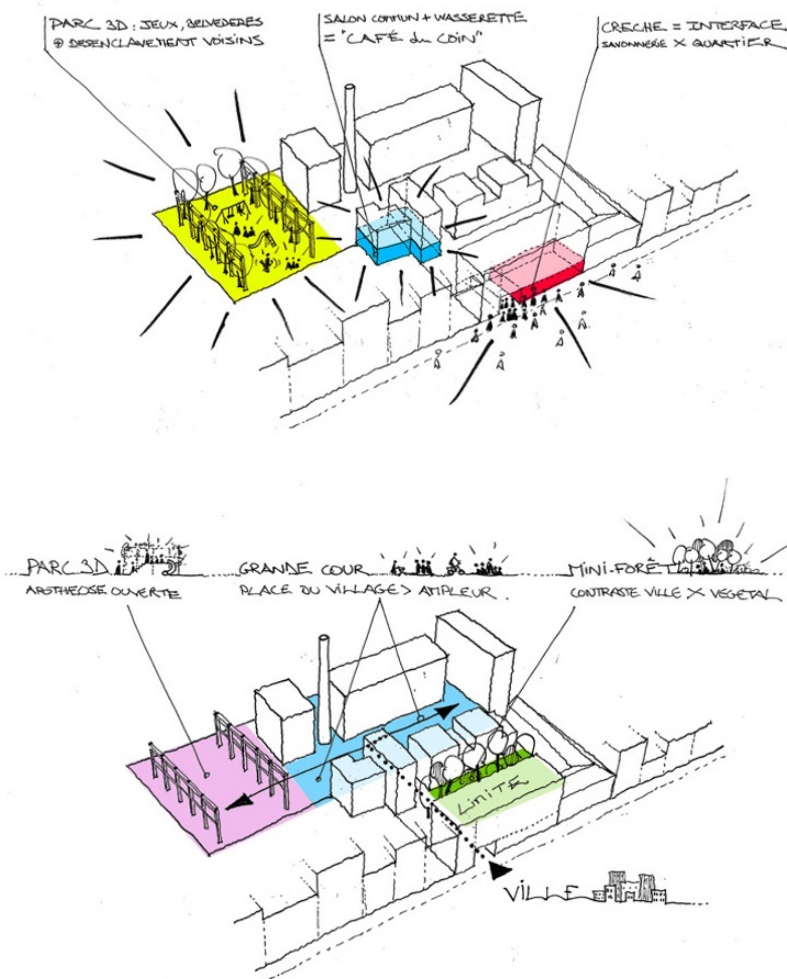 PARC 3D : JEUX, BELVEDERES
⊕ DESENCLAVEMENT VOISINS
SALON COMMUN + WASSERETTE
= "CAFÉ du COIN"
CRECHE = INTERFACE
SAVONNERIE X QUARTIER
PARC 3D
APOTHEOSE OUVERTE
GRANDE COUR
PLACE DU VILLAGE > AMPLEUR.
MINI-FORÊT
CONTRASTE VILLE X VEGETAL
LIMITE
VILLE